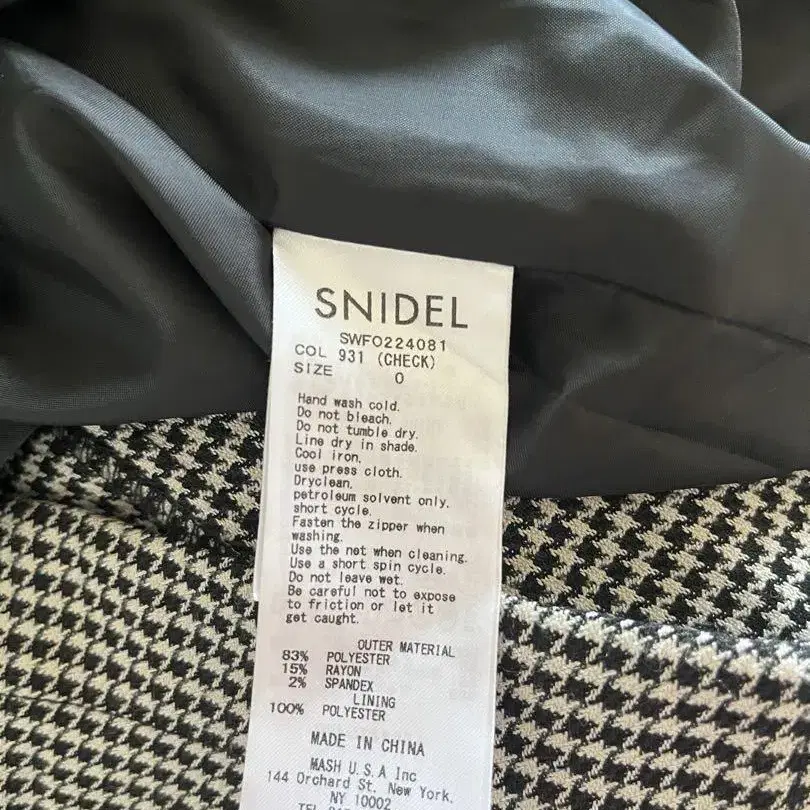 SNIDEL
SWFO224081
COL 931 (CHECK)
SIZE 0
Hand wash cold.
Do not bleach.
Do not tumble dry.
Line dry in shade.
Cool iron,
use press cloth.
Dryclean,
petroleum solvent only,
short cycle.
Fasten the zipper when
washing.
Use the net when cleaning.
Use a short spin cycle.
Do not leave wet.
Be careful not to expose
to friction or let it
get caught.
OUTER MATERIAL
83% POLYESTER
15% RAYON
2% SPANDEX
LINING
100% POLYESTER
MADE IN CHINA
MASH U.S.A Inc
144 Orchard St. New York,
NY 10002
TEL